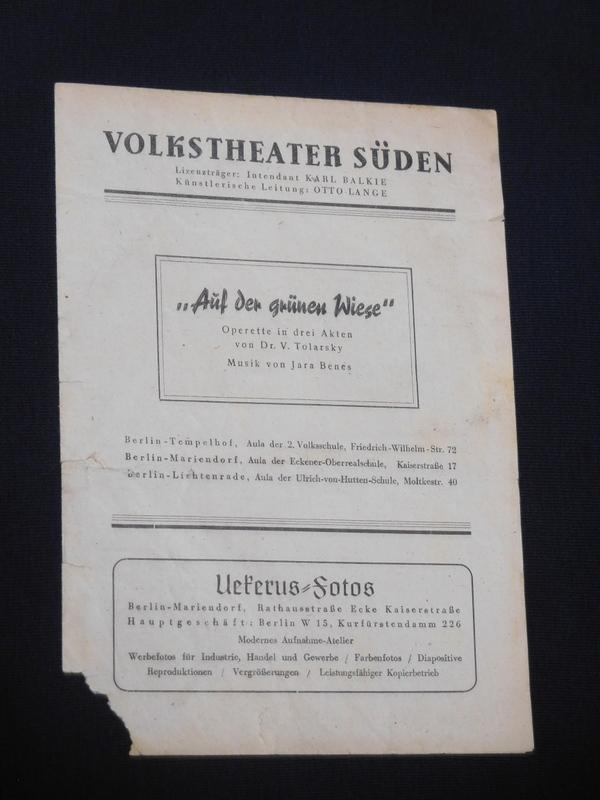 VOLKSTHEATER SÜDEN
Lizenzträger: Intendant KARL BALKIE
Künstlerische Leitung: OTTO LANGE
„Auf der grünen Wiese“
Operette in drei Akten
von Dr. V. Tolarsky
Musik von Jara Benes
Berlin-Tempelhof, Aula der 2. Volksschule, Friedrich-Wilhelm-Str. 72
Berlin-Mariendorf, Aula der Eckener-Oberrealschule, Kaiserstraße 17
Berlin-Lichtenrade, Aula der Ulrich-von-Hutten-Schule, Moltkestr. 40
Uekerus-Fotos
Berlin-Mariendorf, Rathausstraße Ecke Kaiserstraße
Hauptgeschäft: Berlin W 15, Kurfürstendamm 226
Modernes Aufnahme-Atelier
Werbefotos für Industrie, Handel und Gewerbe / Farbenfotos / Diapositive
Reproduktionen / Vergrößerungen / Leistungsfähiger Kopierbetrieb